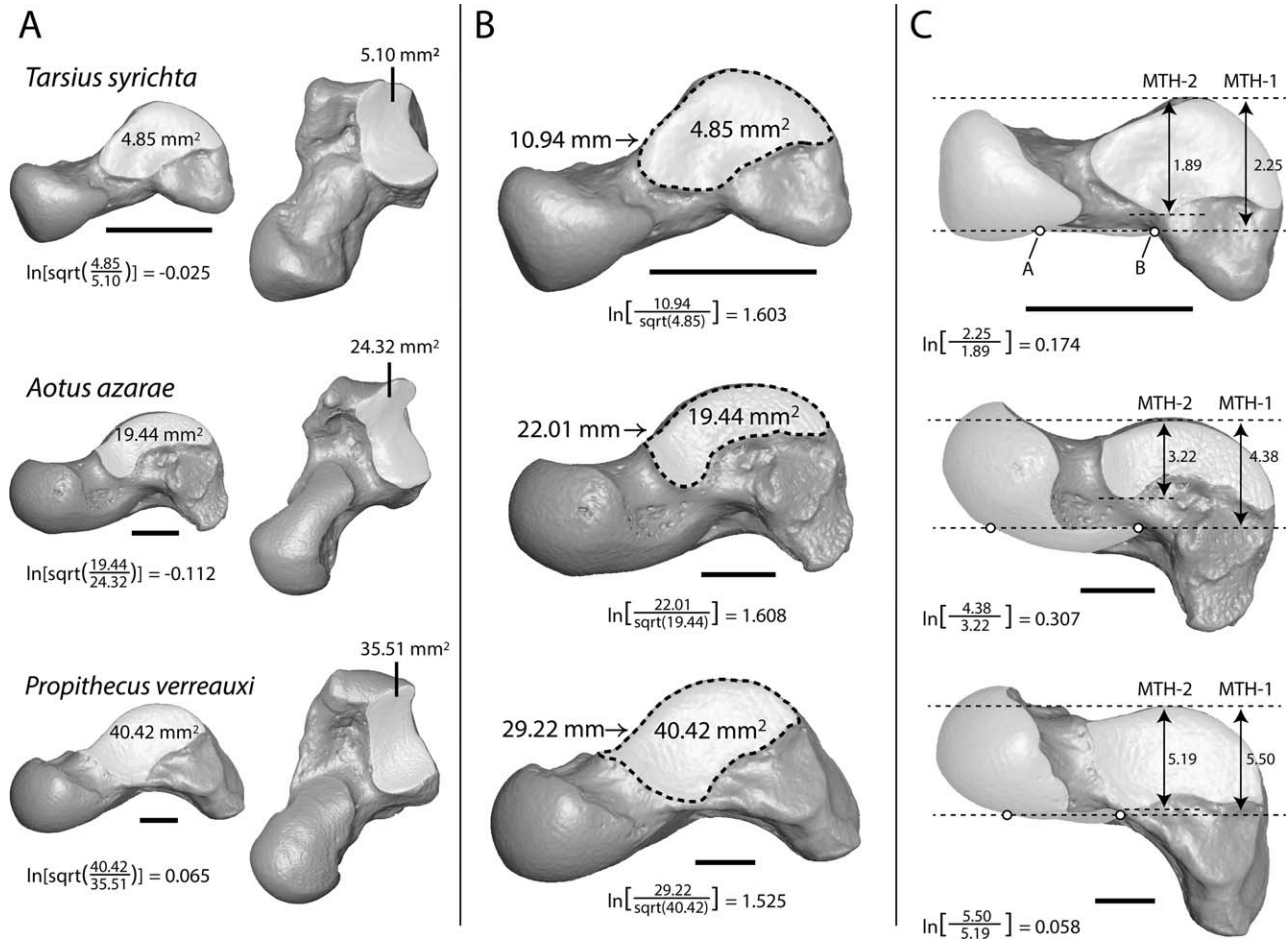 A
Tarsius syrichta
5.10 mm²
4.85 mm²
ln[sqrt(4.85/5.10)] = -0.025
Aotus azarae
24.32 mm²
19.44 mm²
ln[sqrt(19.44/24.32)] = -0.112
Propithecus verreauxi
35.51 mm²
40.42 mm²
ln[sqrt(40.42/35.51)] = 0.065
B
10.94 mm→
4.85 mm²
ln[10.94/sqrt(4.85)] = 1.603
22.01 mm→
19.44 mm²
ln[22.01/sqrt(19.44)] = 1.608
29.22 mm→
40.42 mm²
ln[29.22/sqrt(40.42)] = 1.525
C
MTH-2 MTH-1
1.89 2.25
A B
ln[2.25/1.89] = 0.174
MTH-2 MTH-1
3.22 4.38
ln[4.38/3.22] = 0.307
MTH-2 MTH-1
5.19 5.50
ln[5.50/5.19] = 0.058